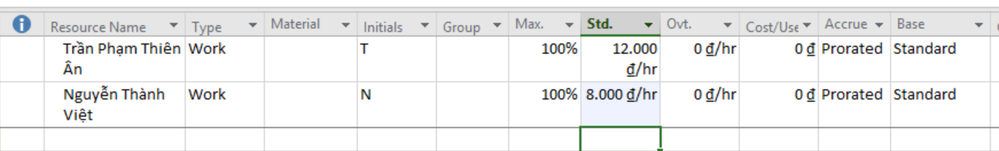 Resource Name Type Material Initials Group Max. Std. Ovt. Cost/Use Accrue Base
Trần Phạm Thiên Work T 100% 12.000 0 ₫/hr 0 ₫ Prorated Standard
Ân ₫/hr
Nguyễn Thành Work N 100% 8.000 ₫/hr 0 ₫/hr 0 ₫ Prorated Standard
Việt